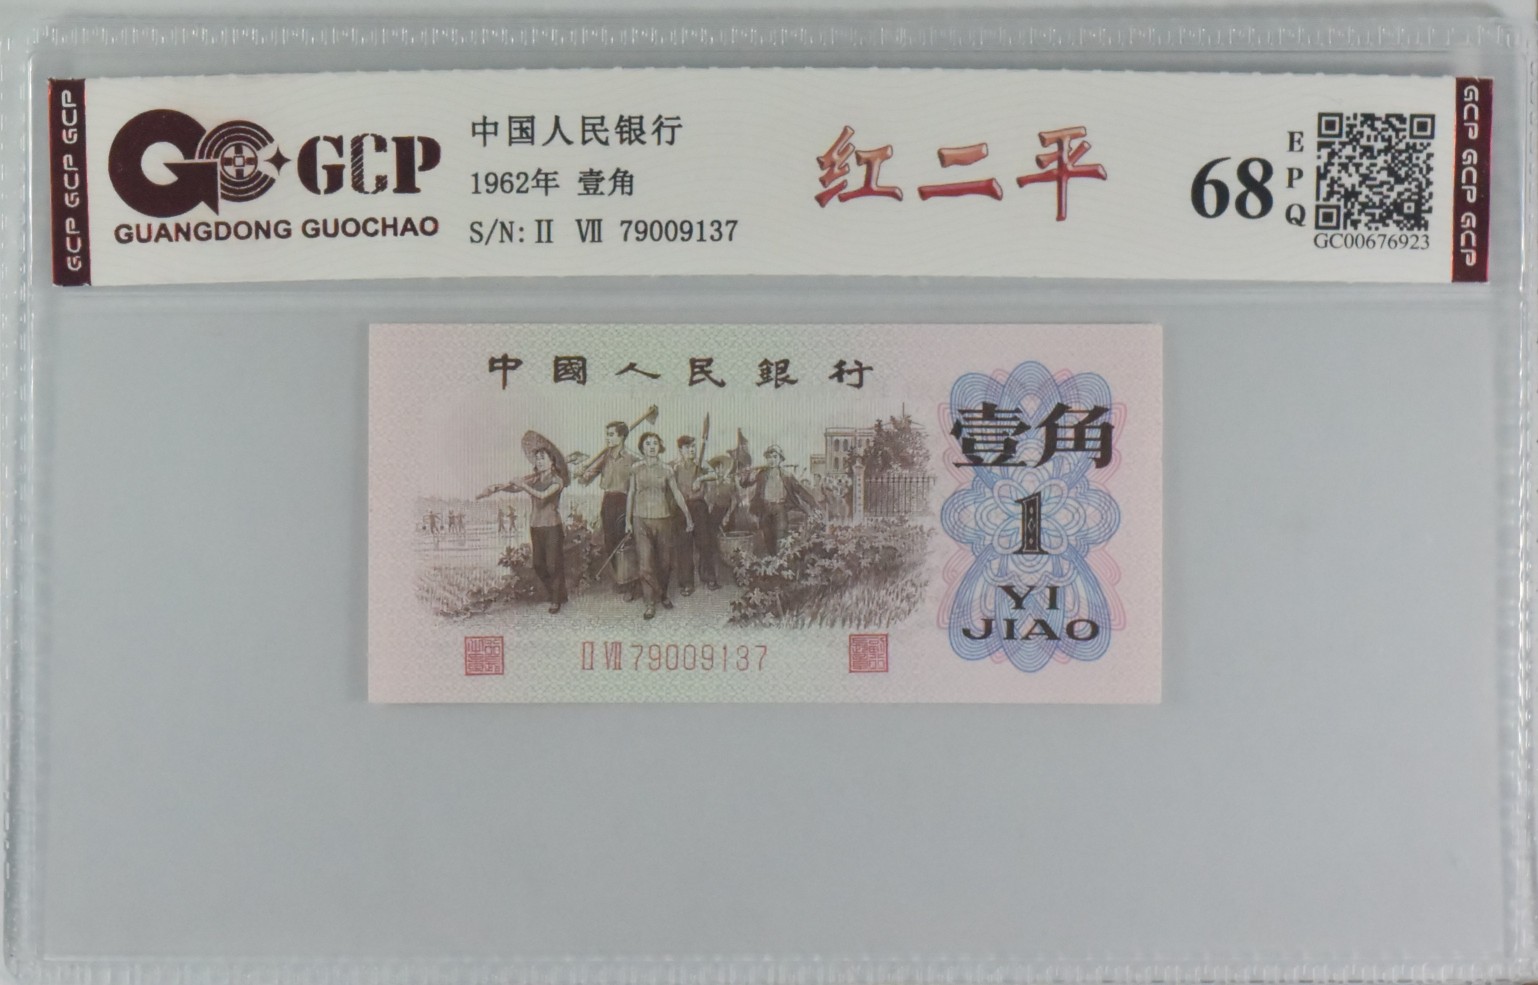 GCP GCP GCP
GCP
GUANGDONG GUOCHAO
中国人民银行
1962年 壹角
S/N: II VII 79009137
红二平
68
EPQ
GC00676923
GCP GCP GCP
中國人民銀行
壹角
1
YI
JIAO
II VII 79009137